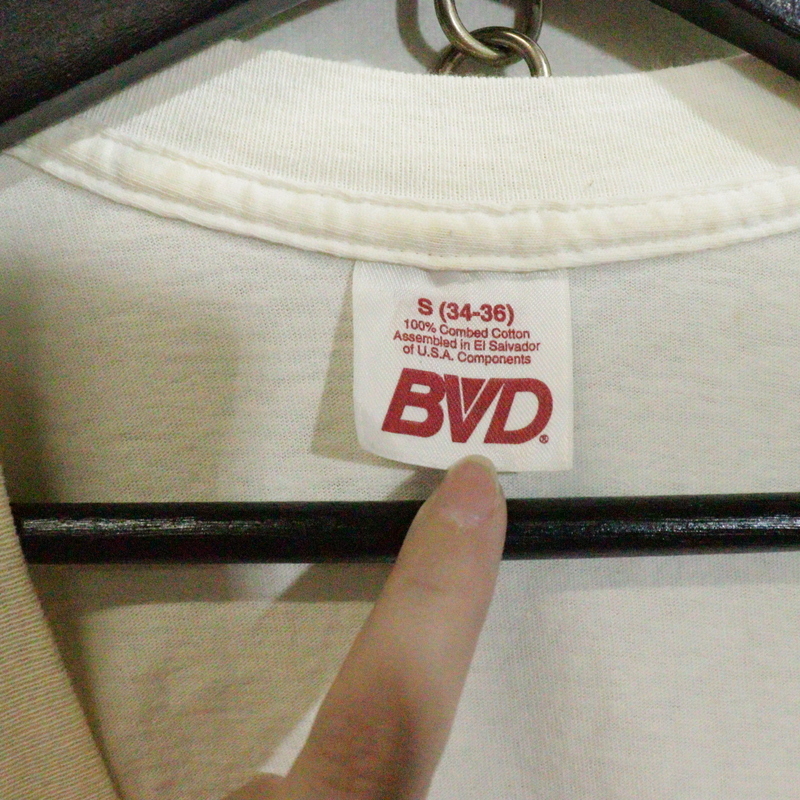 S (34-36)
100% Combed Cotton
Assembled in El Salvador
of U.S.A. Components
BVD®